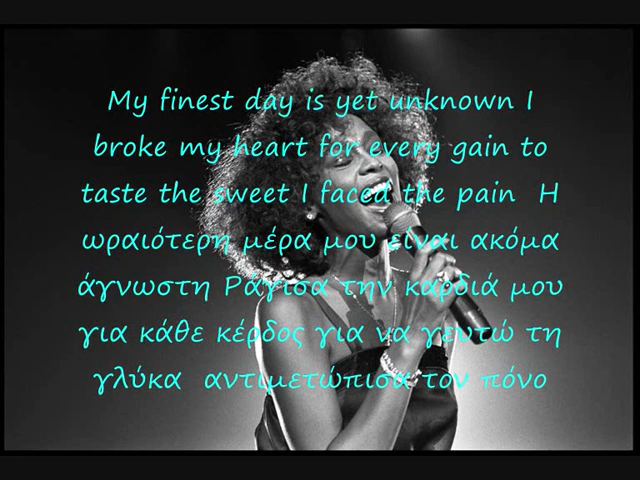 My finest day is yet unknown I
broke my heart for every gain to
taste the sweet I faced the pain Η
ωραιότερη μέρα μου είναι ακόμα
άγνωστη Ράγισα την καρδιά μου
για κάθε κέρδος για να γευτώ τη
γλύκα αντιμετώπισα τον πόνο